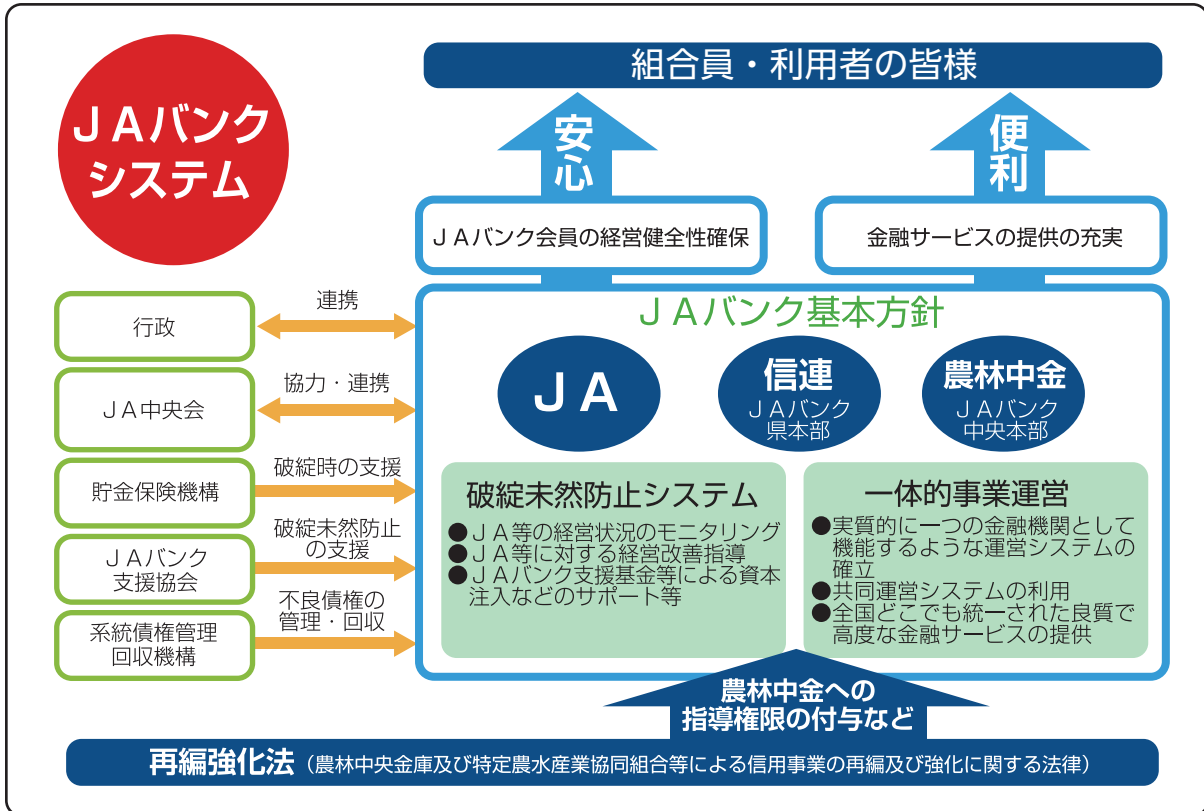 JAバンク
システム
組合員・利用者の皆様
安心
便利
JAバンク会員の経営健全性確保
金融サービスの提供の充実
行政
連携
JA中央会
協力・連携
貯金保険機構
破綻時の支援
JAバンク
支援協会
破綻未然防止
の支援
系統債権管理
回収機構
不良債権の
管理・回収
JAバンク基本方針
JA
信連
JAバンク
県本部
農林中金
JAバンク
中央本部
破綻未然防止システム
●JA等の経営状況のモニタリング
●JA等に対する経営改善指導
●JAバンク支援基金等による資本
注入などのサポート等
一体的事業運営
●実質的に一つの金融機関として
機能するような運営システムの
確立
●共同運営システムの利用
●全国どこでも統一された良質で
高度な金融サービスの提供
農林中金への
指導権限の付与など
再編強化法（農林中央金庫及び特定農水産業協同組合等による信用事業の再編及び強化に関する法律）